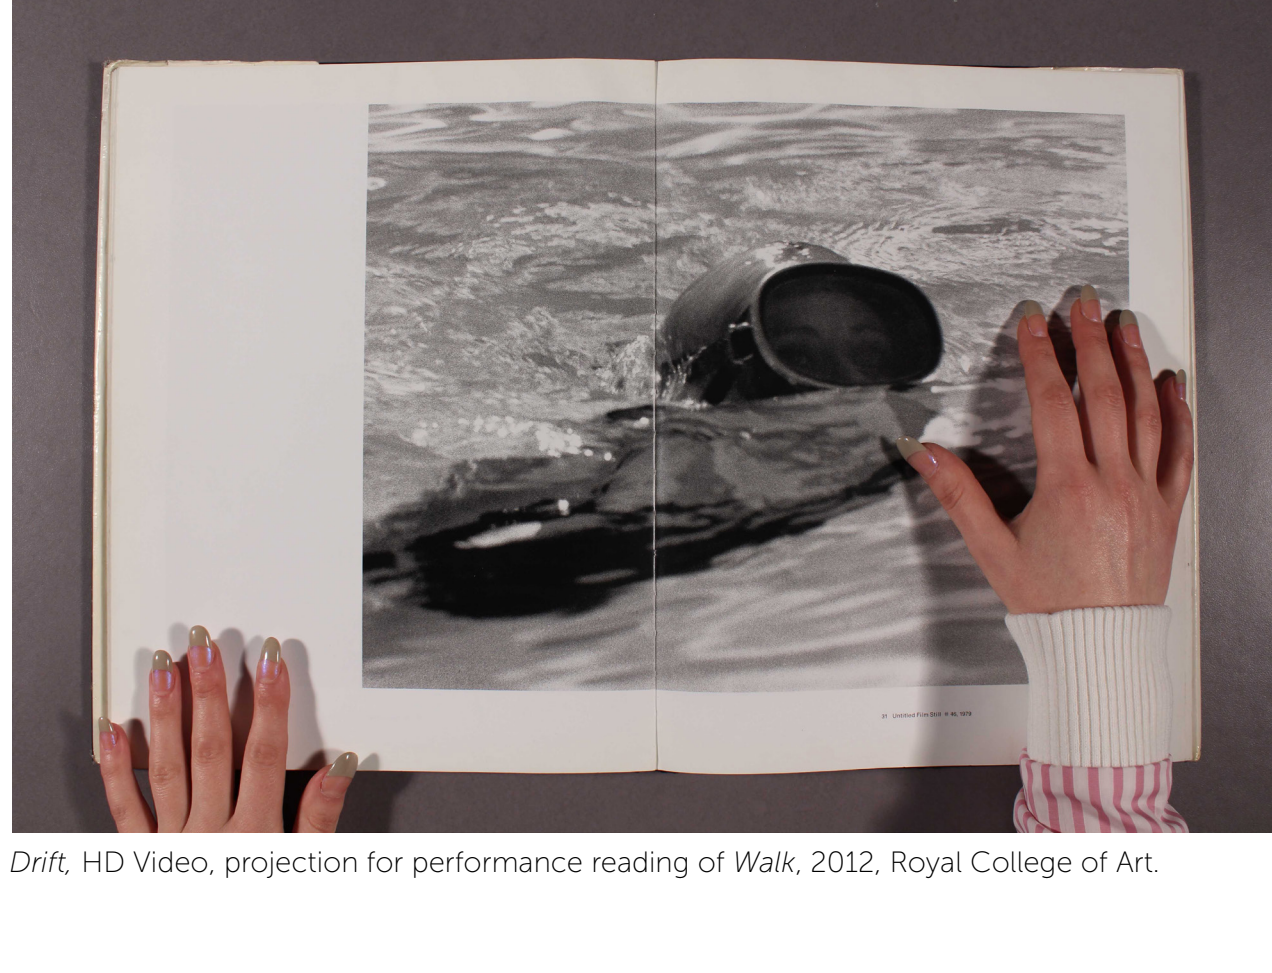 31 Untitled Film Still #-46, 1979
Drift, HD Video, projection for performance reading of Walk, 2012, Royal College of Art.